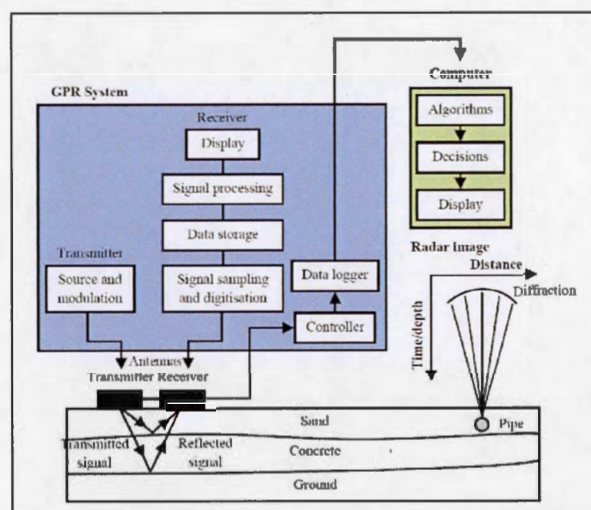 Computer
GPR System
Algorithms
Receiver
Display
Decisions
Signal processing
Display
Data storage
Radar image
Transmitter
Distance
Source and
modulation
Signal sampling
and digitisation
Data logger
Diffraction
Time/depth
Controller
Antennas
Transmitter Receiver
Sand
Pipe
Transmitted
signal
Reflected
signal
Concrete
Ground